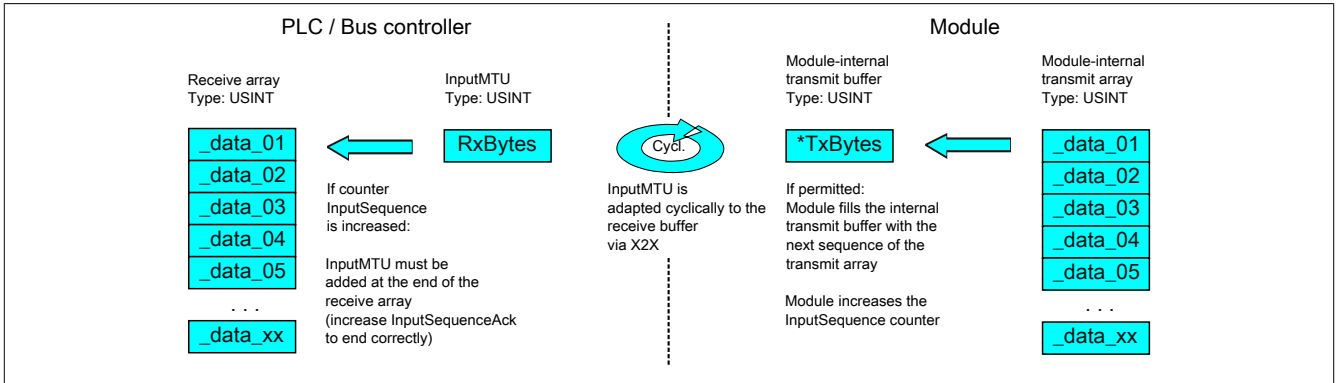 PLC / Bus controller
Module
Receive array
Type: USINT
InputMTU
Type: USINT
Module-internal
transmit buffer
Type: USINT
Module-internal
transmit array
Type: USINT
_data_01
_data_02
_data_03
_data_04
_data_05
. . .
_data_xx
RxBytes
If counter
InputSequence
is increased:
InputMTU must be
added at the end of the
receive array
(increase InputSequenceAck
to end correctly)
Cycl.
InputMTU is
adapted cyclically to the
receive buffer
via X2X
*TxBytes
If permitted:
Module fills the internal
transmit buffer with the
next sequence of the
transmit array
Module increases the
InputSequence counter
_data_01
_data_02
_data_03
_data_04
_data_05
. . .
_data_xx